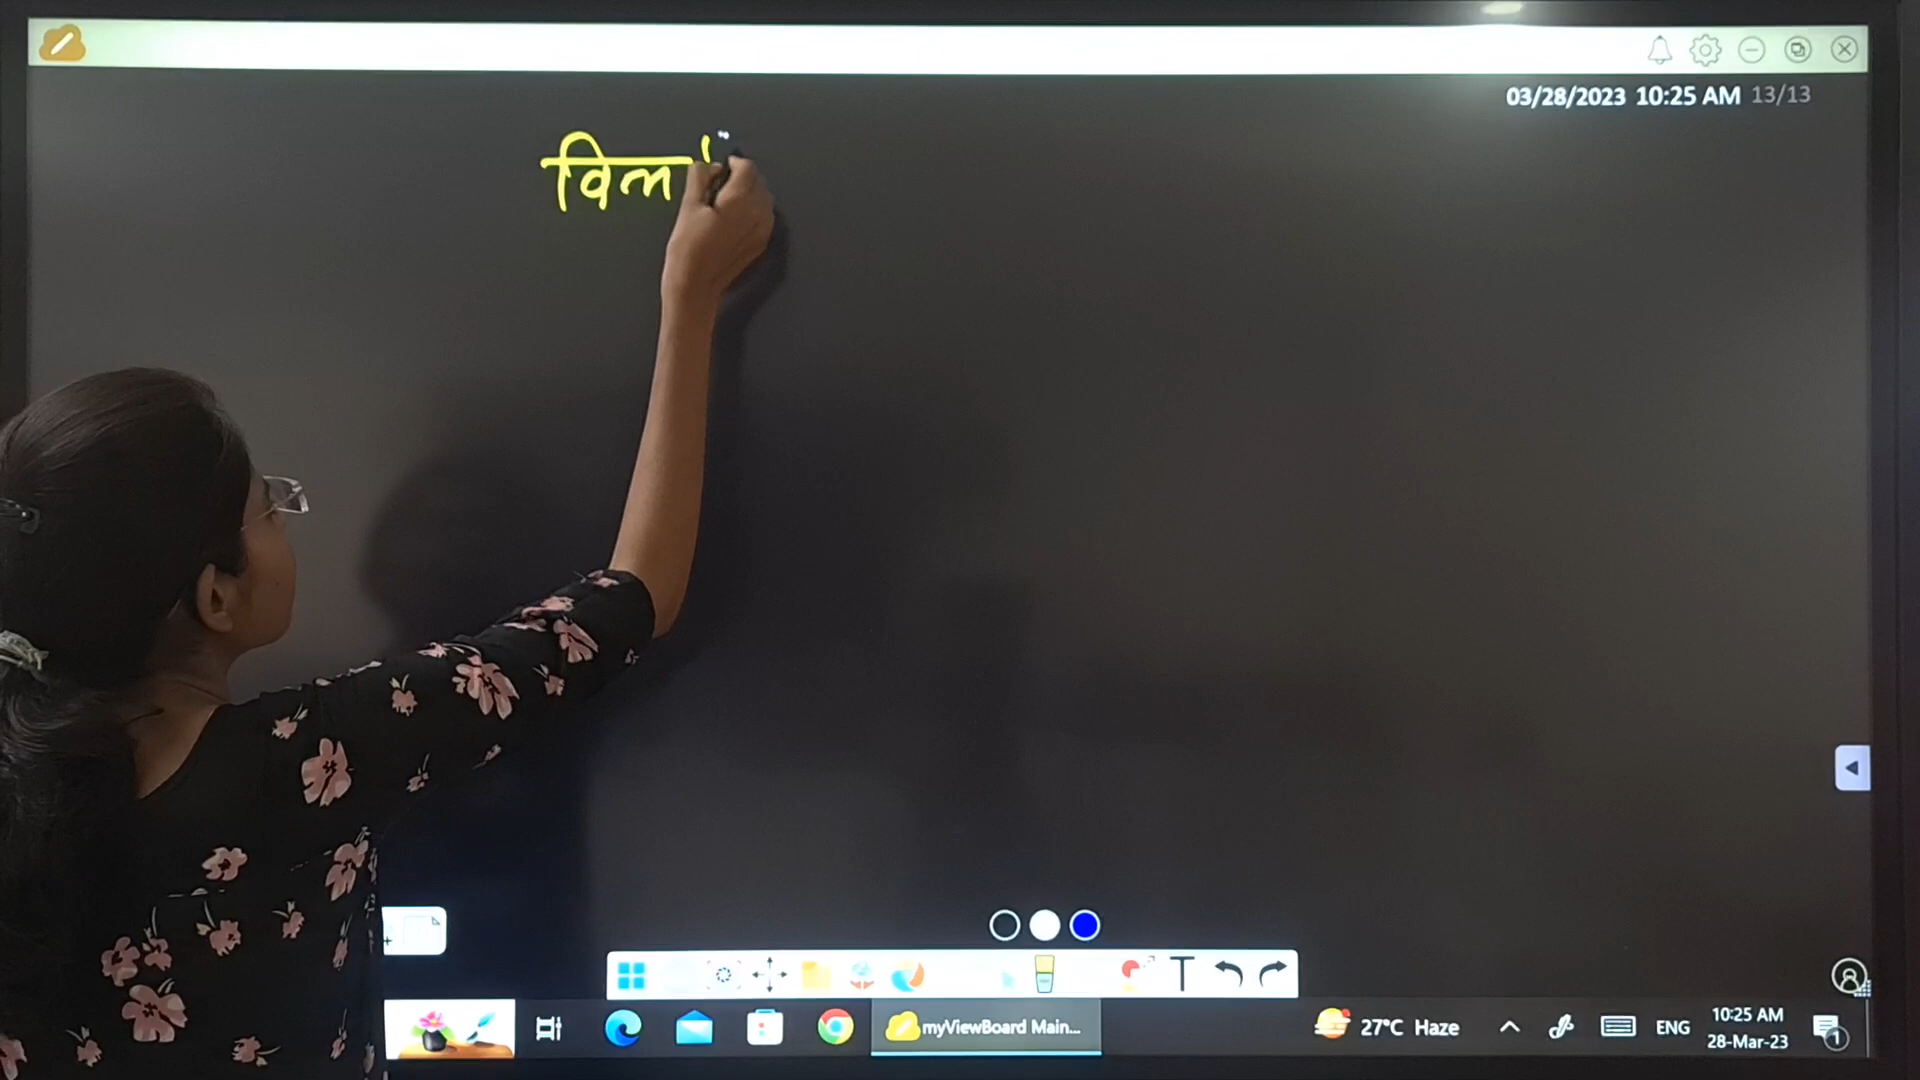 03/28/2023 10:25 AM 13/13
विल
T
myViewBoard Main...
27°C Haze
ENG
10:25 AM
28-Mar-23
1